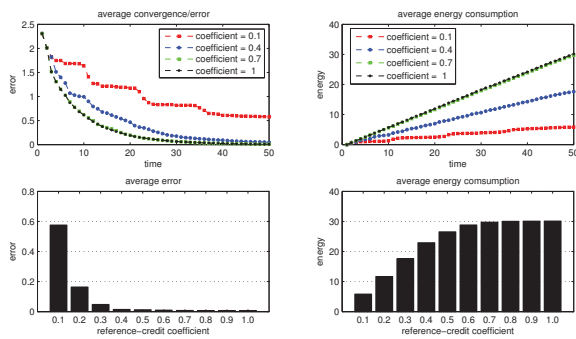 average convergence/error
2.5
2
1.5
1
0.5
0
error
coefficient = 0.1
coefficient = 0.4
coefficient = 0.7
coefficient = 1
0 10 20 30 40 50
time
average energy consumption
40
30
20
10
0
energy
coefficient = 0.1
coefficient = 0.4
coefficient = 0.7
coefficient = 1
0 10 20 30 40 50
time
average error
0.8
0.6
0.4
0.2
0
error
0.1 0.2 0.3 0.4 0.5 0.6 0.7 0.8 0.9 1.0
reference−credit coefficient
average energy comsumption
40
30
20
10
0
energy
0.1 0.2 0.3 0.4 0.5 0.6 0.7 0.8 0.9 1.0
reference−credit coefficient